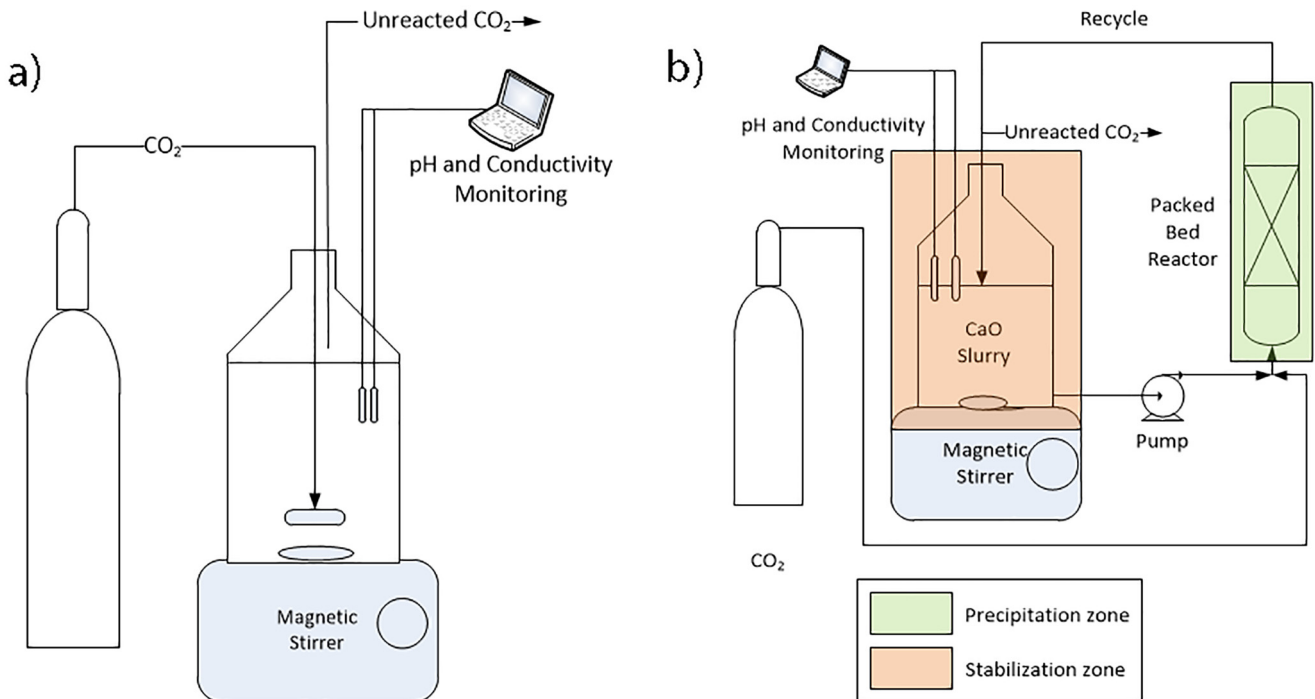 a)
Unreacted CO₂
CO₂
pH and Conductivity
Monitoring
Magnetic
Stirrer
b)
Recycle
pH and Conductivity
Monitoring
Unreacted CO₂
Packed
Bed
Reactor
CaO
Slurry
Pump
Magnetic
Stirrer
CO₂
Precipitation zone
Stabilization zone